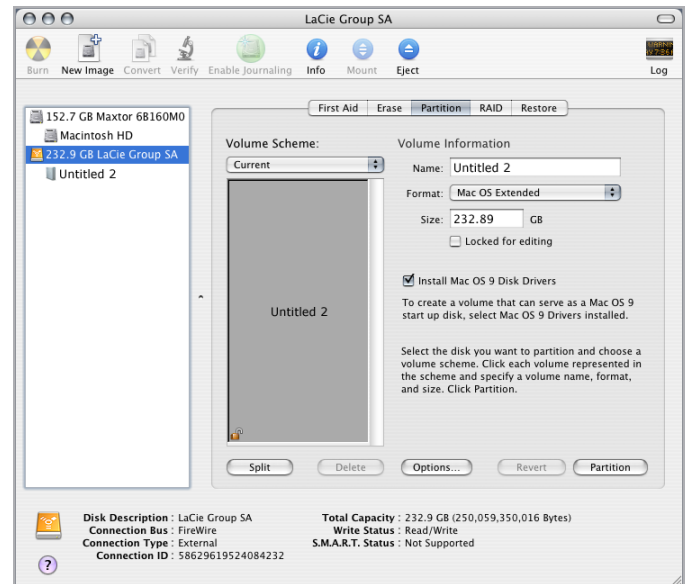 LaCie Group SA
Burn New Image Convert Verify Enable Journaling Info Mount Eject Log
152.7 GB Maxtor 6B160M0
Macintosh HD
232.9 GB LaCie Group SA
Untitled 2
First Aid Erase Partition RAID Restore
Volume Scheme:
Current
Untitled 2
Volume Information
Name: Untitled 2
Format: Mac OS Extended
Size: 232.89 GB
Locked for editing
Install Mac OS 9 Disk Drivers
To create a volume that can serve as a Mac OS 9
start up disk, select Mac OS 9 Drivers installed.
Select the disk you want to partition and choose a
volume scheme. Click each volume represented in
the scheme and specify a volume name, format,
and size. Click Partition.
Split Delete Options... Revert Partition
Disk Description : LaCie Group SA
Connection Bus : FireWire
Connection Type : External
Connection ID : 58629619524084232
Total Capacity : 232.9 GB (250,059,350,016 Bytes)
Write Status : Read/Write
S.M.A.R.T. Status : Not Supported
?